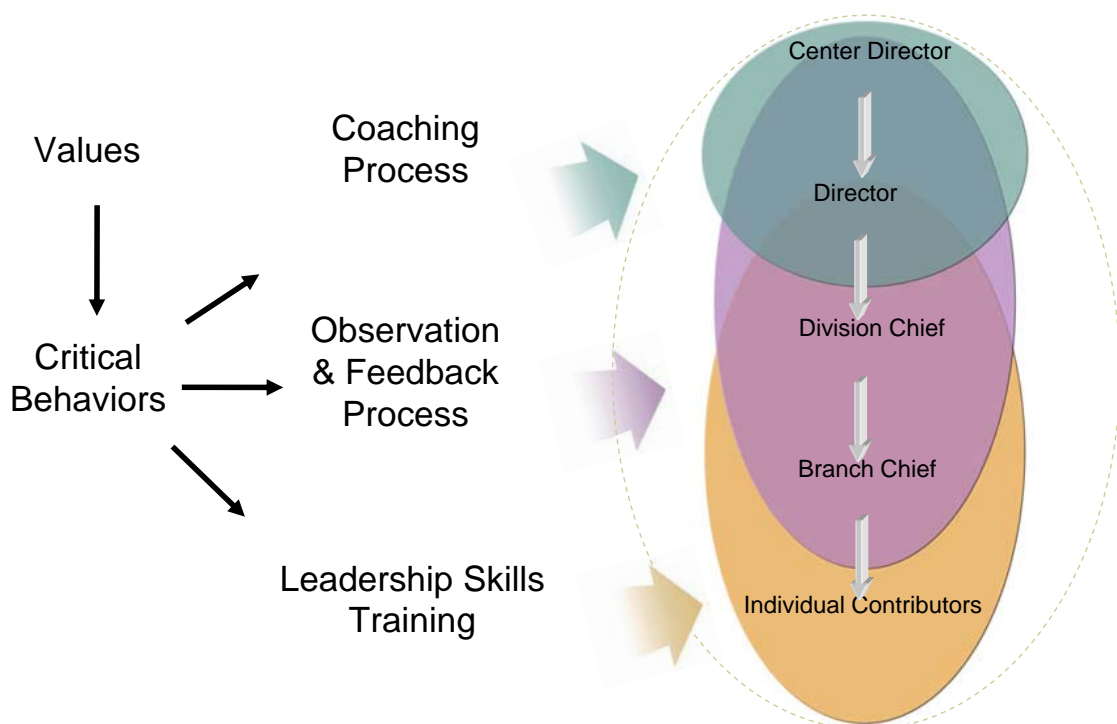 Values
Critical
Behaviors
Coaching
Process
Observation
& Feedback
Process
Leadership Skills
Training
Center Director
Director
Division Chief
Branch Chief
Individual Contributors